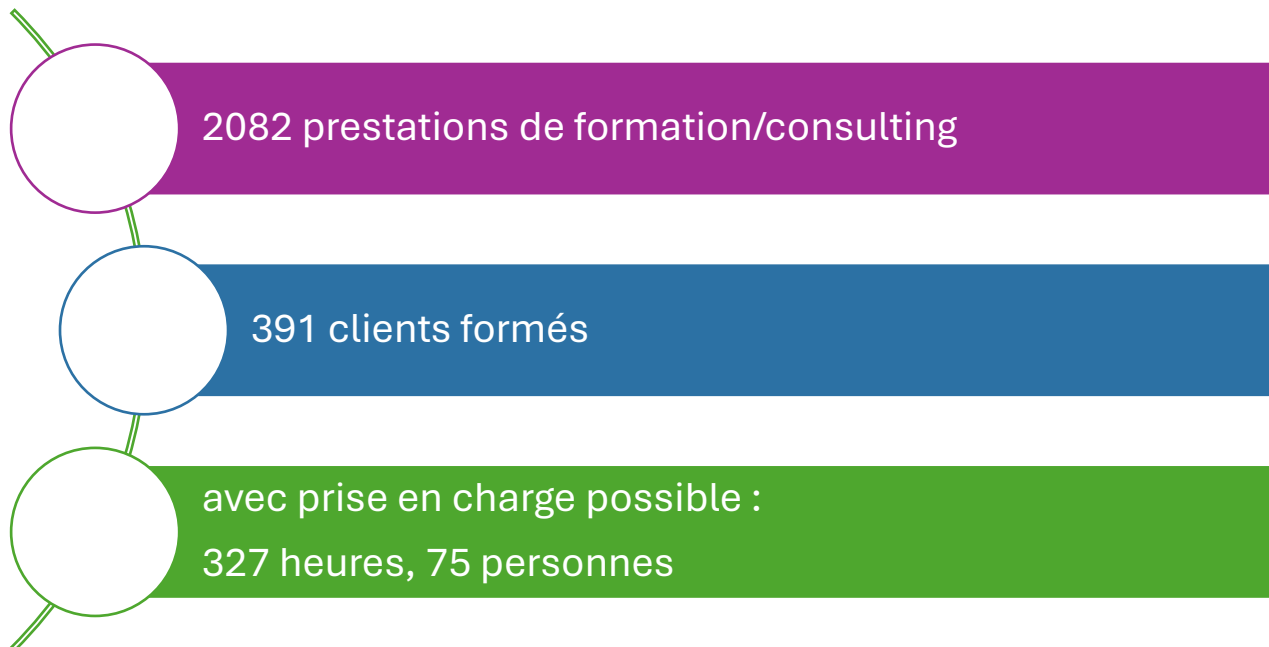 2082 prestations de formation/consulting
391 clients formés
avec prise en charge possible :
327 heures, 75 personnes